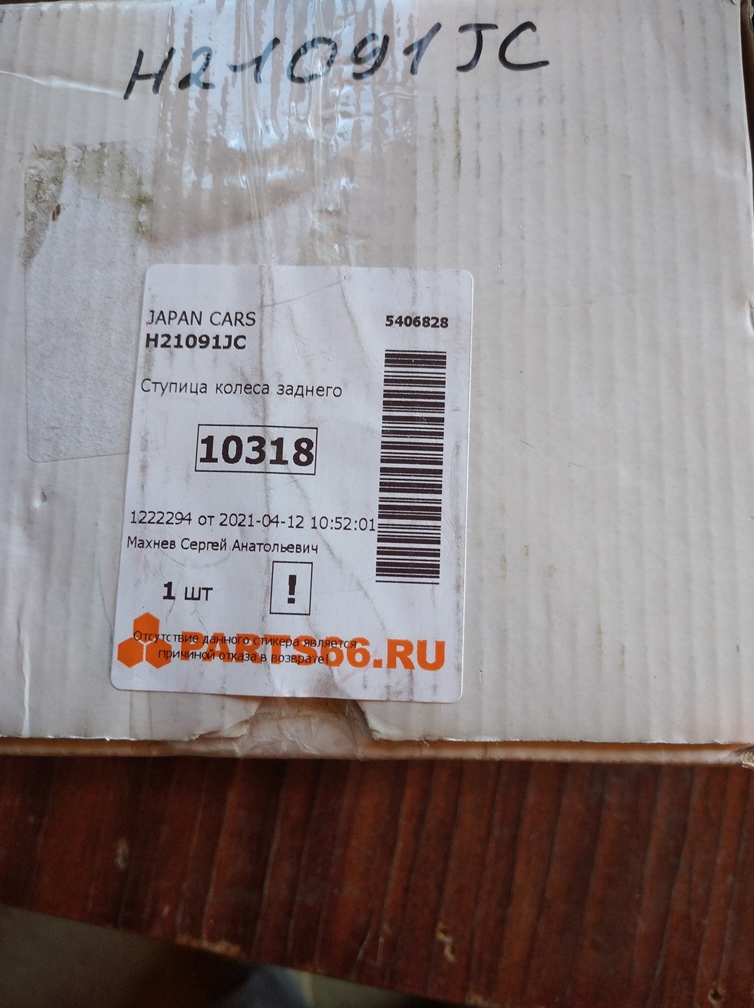 H21091JC
JAPAN CARS
5406828
H21091JC
Ступица колеса заднего
10318
1222294 от 2021-04-12 10:52:01
Махнев Сергей Анатольевич
1 шт
!
Отсутствие данного стикера является
причиной отказа в возврате!
PARTS66.RU